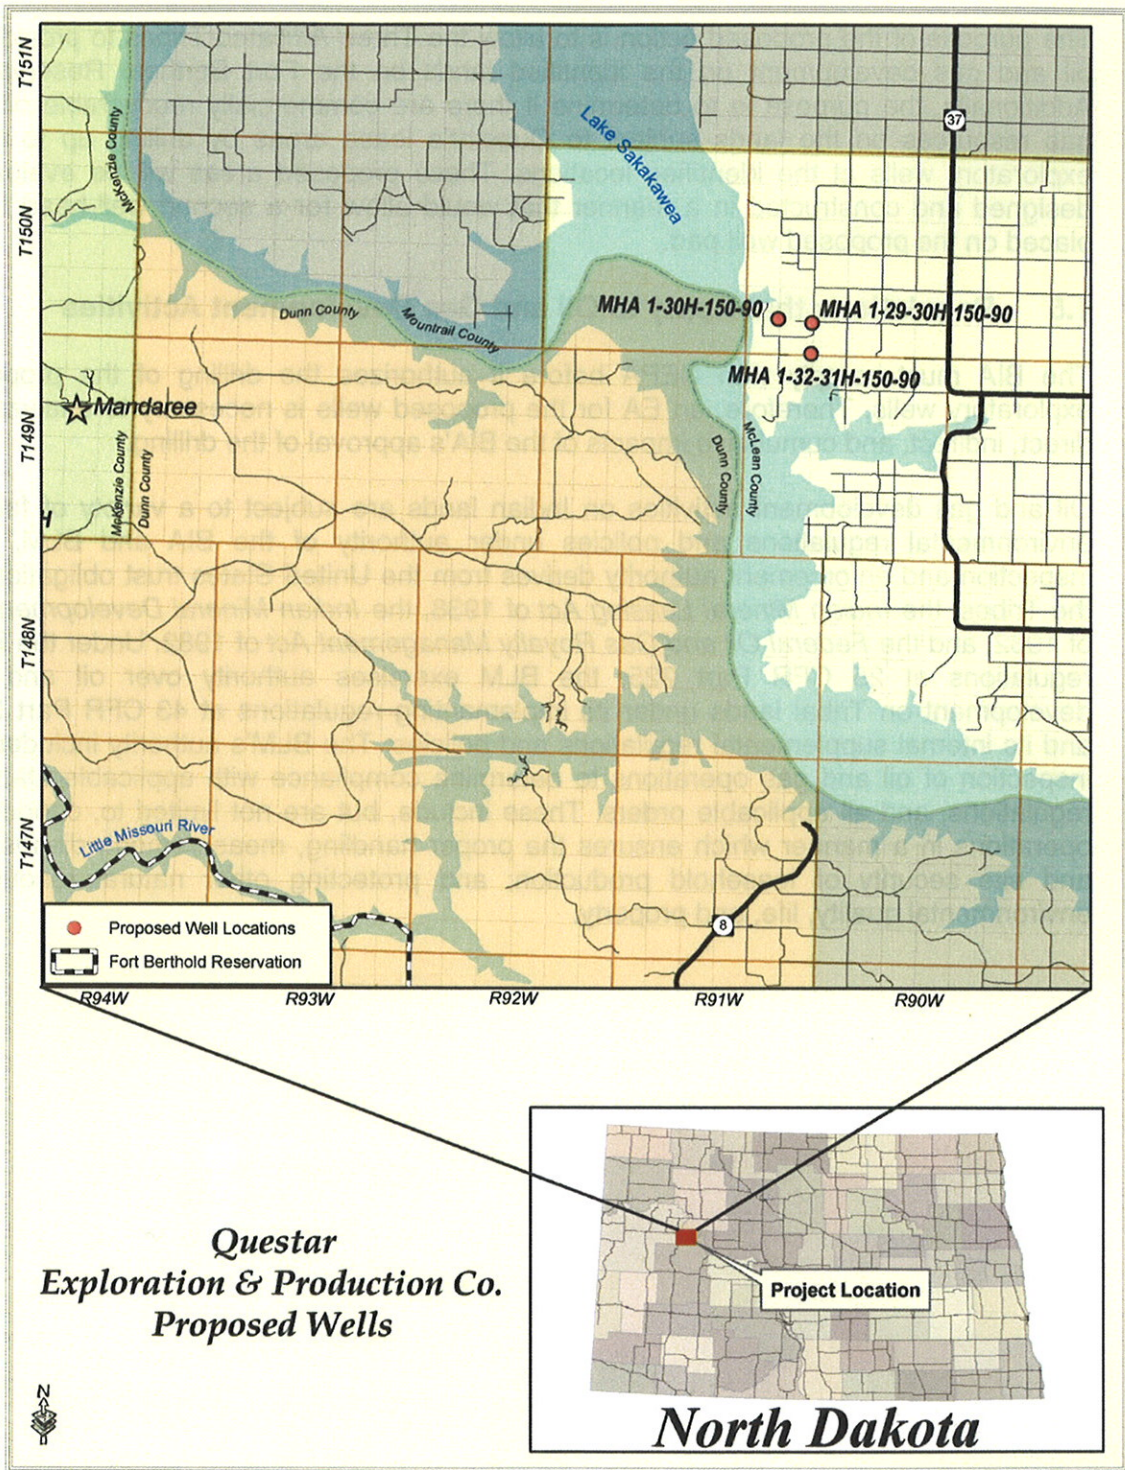 T151N
T150N
T149N
T148N
T147N
McKenzie County
Lake Sakakawea
37
Dunn County
Mountrail County
MHA 1-30H-150-90
MHA 1-29-30H-150-90
MHA 1-32-31H-150-90
Mandaree
McKenzie County
Dunn County
Dunn County
McLean County
H
Little Missouri River
8
Proposed Well Locations
Fort Berthold Reservation
R94W
R93W
R92W
R91W
R90W
Questar
Exploration & Production Co.
Proposed Wells
Project Location
North Dakota
N